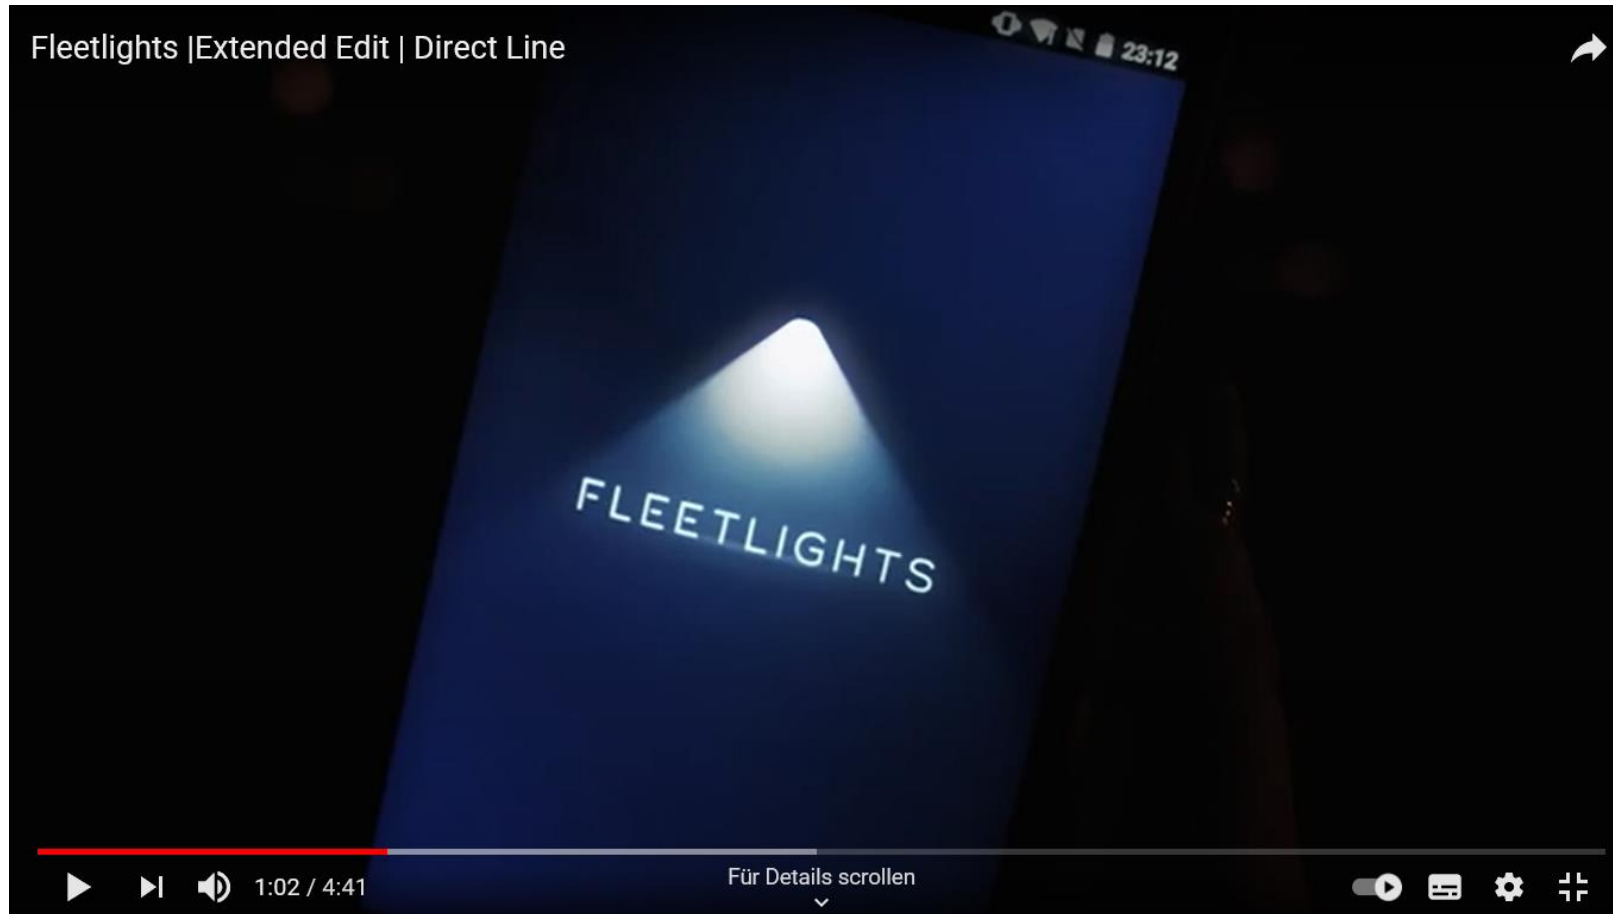 Fleetlights |Extended Edit | Direct Line
23:12
FLEETLIGHTS
Für Details scrollen
1:02 / 4:41